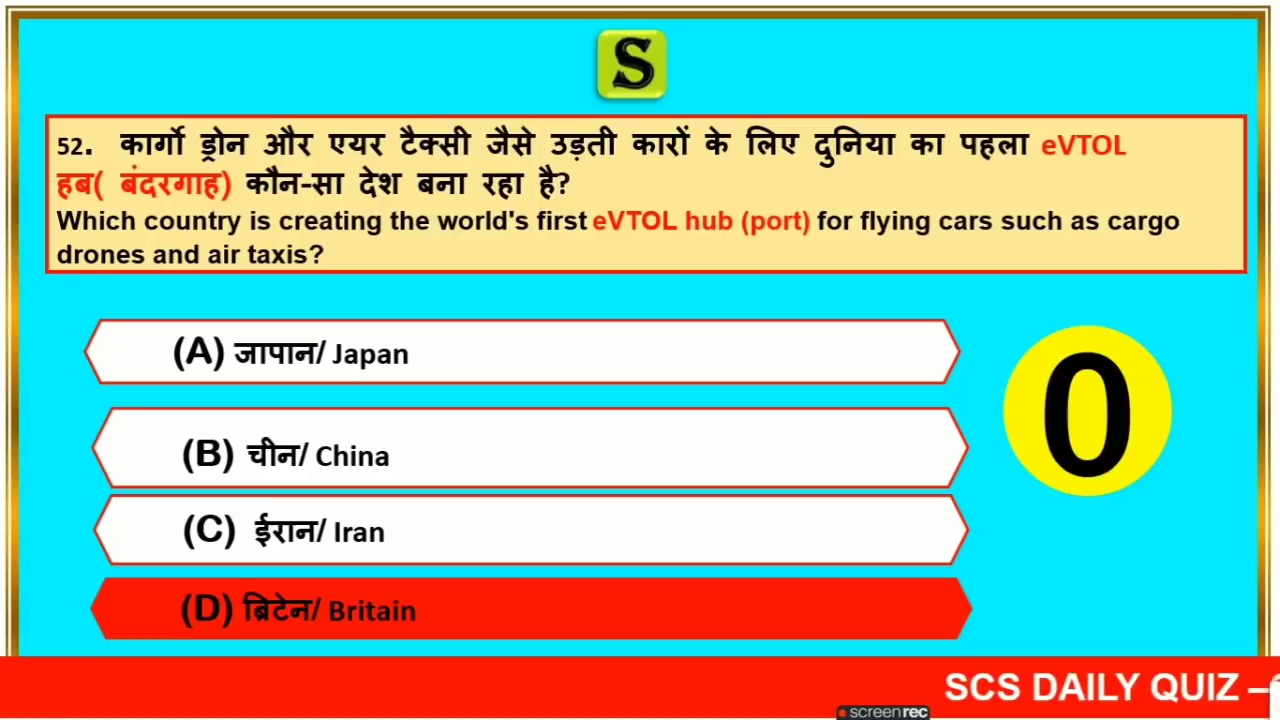 S
52. कार्गो ड्रोन और एयर टैक्सी जैसे उड़ती कारों के लिए दुनिया का पहला eVTOL
हब( बंदरगाह) कौन-सा देश बना रहा है?
Which country is creating the world's first eVTOL hub (port) for flying cars such as cargo
drones and air taxis?
(A) जापान/ Japan
0
(B) चीन/ China
(C) ईरान/ Iran
(D) ब्रिटेन/ Britain
SCS DAILY QUIZ –
screenrec